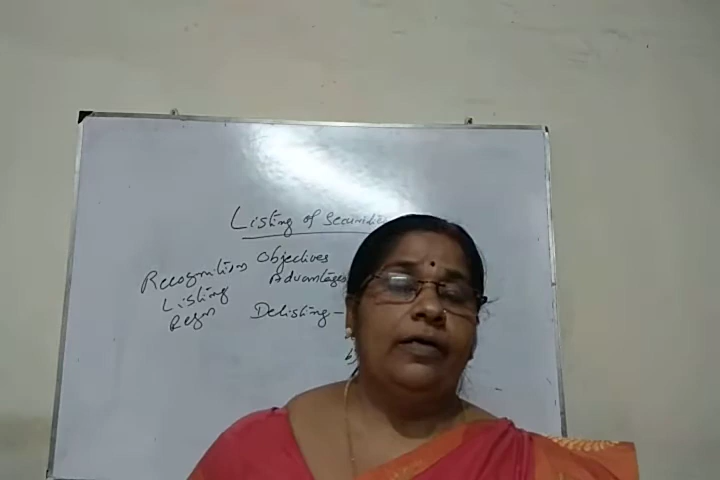 Listing of Securities
Objectives
Recognition Advantages
Listing
Regn Delisting -